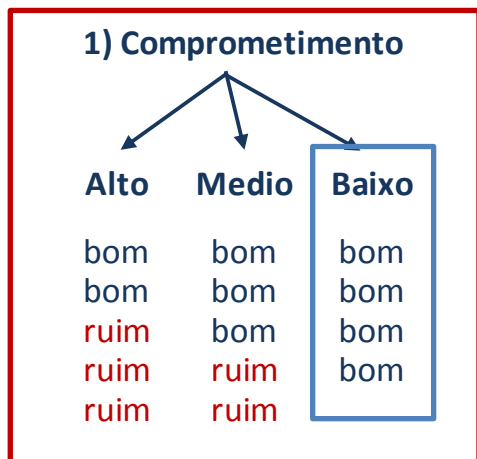 1) Comprometimento
Alto Medio Baixo
bom bom bom
bom bom bom
ruim bom bom
ruim ruim bom
ruim ruim